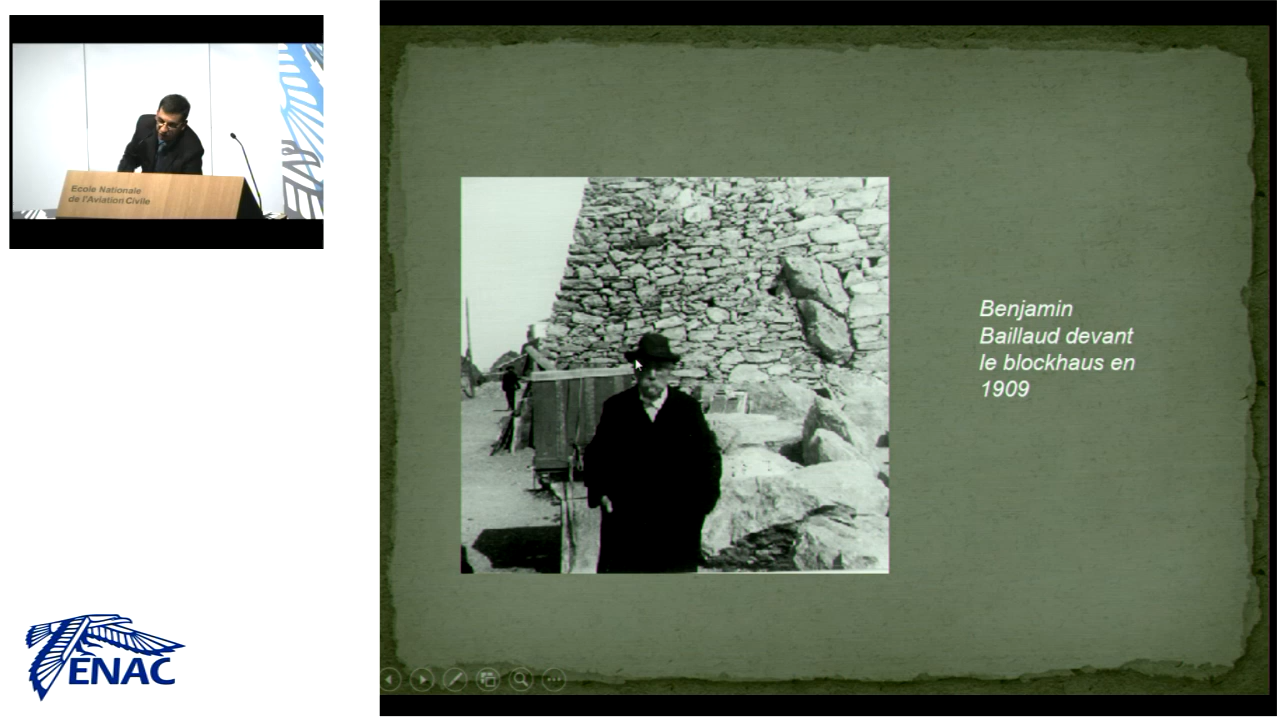 Ecole Nationale
de l'Aviation Civile
Benjamin
Baillaud devant
le blockhaus en
1909
ENAC